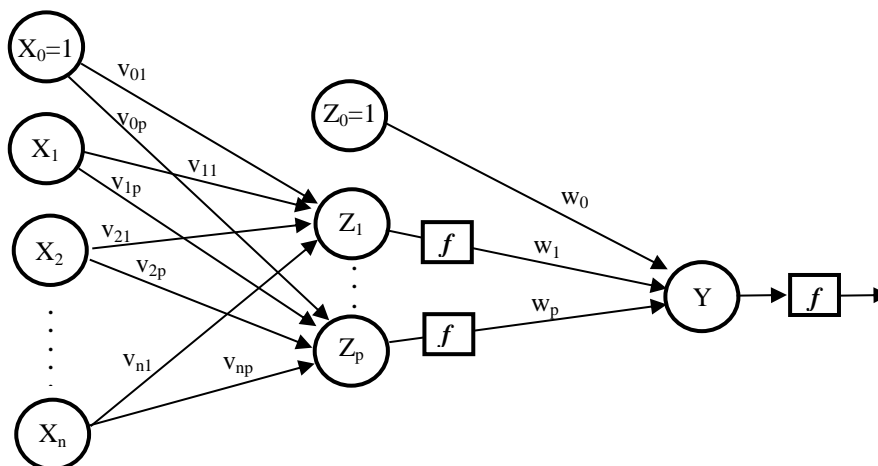 X₀=1
v₀₁
Z₀=1
v₀ₚ
X₁
v₁₁
v₁ₚ
w₀
X₂
v₂₁
Z₁
f
w₁
v₂ₚ
Y
f
Zₚ
f
wₚ
vₙ₁
vₙₚ
Xₙ